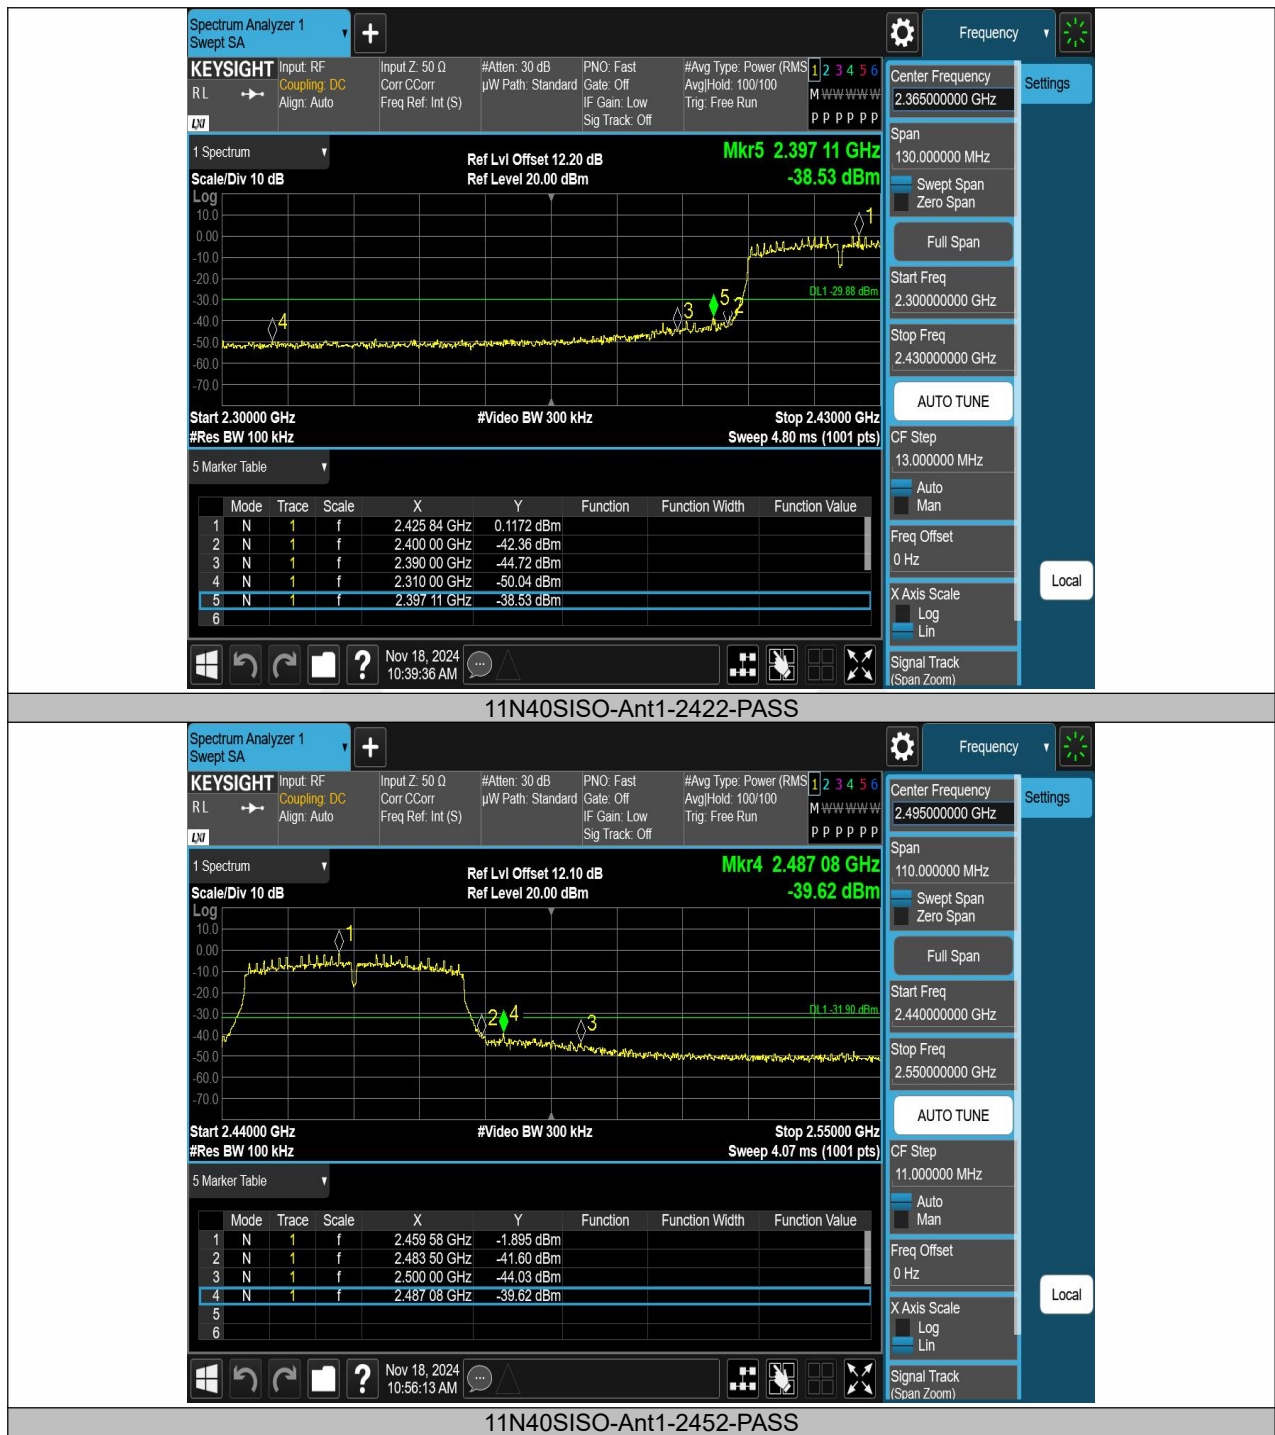 Spectrum Analyzer 1
Swept SA
+
Frequency
KEYSIGHT
R L
LXI
Input: RF
Coupling: DC
Align: Auto
Input Z: 50 Ω
Corr CCorr
Freq Ref: Int (S)
#Atten: 30 dB
µW Path: Standard
PNO: Fast
Gate: Off
IF Gain: Low
Sig Track: Off
#Avg Type: Power (RMS
Avg|Hold: 100/100
Trig: Free Run
1 2 3 4 5 6
M W W W W W
P P P P P P
Center Frequency
2.365000000 GHz
Settings
Span
130.000000 MHz
Swept Span
Zero Span
Full Span
Start Freq
2.300000000 GHz
Stop Freq
2.430000000 GHz
AUTO TUNE
CF Step
13.000000 MHz
Auto
Man
Freq Offset
0 Hz
X Axis Scale
Log
Lin
Signal Track
(Span Zoom)
Local
1 Spectrum
Scale/Div 10 dB
Ref Lvl Offset 12.20 dB
Ref Level 20.00 dBm
Mkr5 2.397 11 GHz
-38.53 dBm
Log
10.0
0.00
-10.0
-20.0
-30.0
-40.0
-50.0
-60.0
-70.0
1
DL1 -29.88 dBm
5
2
3
4
Start 2.30000 GHz
#Video BW 300 kHz
Stop 2.43000 GHz
#Res BW 100 kHz
Sweep 4.80 ms (1001 pts)
5 Marker Table
Mode Trace Scale X Y Function Function Width Function Value
1 N 1 f 2.425 84 GHz 0.1172 dBm
2 N 1 f 2.400 00 GHz -42.36 dBm
3 N 1 f 2.390 00 GHz -44.72 dBm
4 N 1 f 2.310 00 GHz -50.04 dBm
5 N 1 f 2.397 11 GHz -38.53 dBm
6
?
Nov 18, 2024
10:39:36 AM
11N40SISO-Ant1-2422-PASS
Spectrum Analyzer 1
Swept SA
+
Frequency
KEYSIGHT
R L
LXI
Input: RF
Coupling: DC
Align: Auto
Input Z: 50 Ω
Corr CCorr
Freq Ref: Int (S)
#Atten: 30 dB
µW Path: Standard
PNO: Fast
Gate: Off
IF Gain: Low
Sig Track: Off
#Avg Type: Power (RMS
Avg|Hold: 100/100
Trig: Free Run
1 2 3 4 5 6
M W W W W W
P P P P P P
Center Frequency
2.495000000 GHz
Settings
Span
110.000000 MHz
Swept Span
Zero Span
Full Span
Start Freq
2.440000000 GHz
Stop Freq
2.550000000 GHz
AUTO TUNE
CF Step
11.000000 MHz
Auto
Man
Freq Offset
0 Hz
X Axis Scale
Log
Lin
Signal Track
(Span Zoom)
Local
1 Spectrum
Scale/Div 10 dB
Ref Lvl Offset 12.10 dB
Ref Level 20.00 dBm
Mkr4 2.487 08 GHz
-39.62 dBm
Log
10.0
0.00
-10.0
-20.0
-30.0
-40.0
-50.0
-60.0
-70.0
1
DL1 -31.90 dBm
2
4
3
Start 2.44000 GHz
#Video BW 300 kHz
Stop 2.55000 GHz
#Res BW 100 kHz
Sweep 4.07 ms (1001 pts)
5 Marker Table
Mode Trace Scale X Y Function Function Width Function Value
1 N 1 f 2.459 58 GHz -1.895 dBm
2 N 1 f 2.483 50 GHz -41.60 dBm
3 N 1 f 2.500 00 GHz -44.03 dBm
4 N 1 f 2.487 08 GHz -39.62 dBm
5
6
?
Nov 18, 2024
10:56:13 AM
11N40SISO-Ant1-2452-PASS